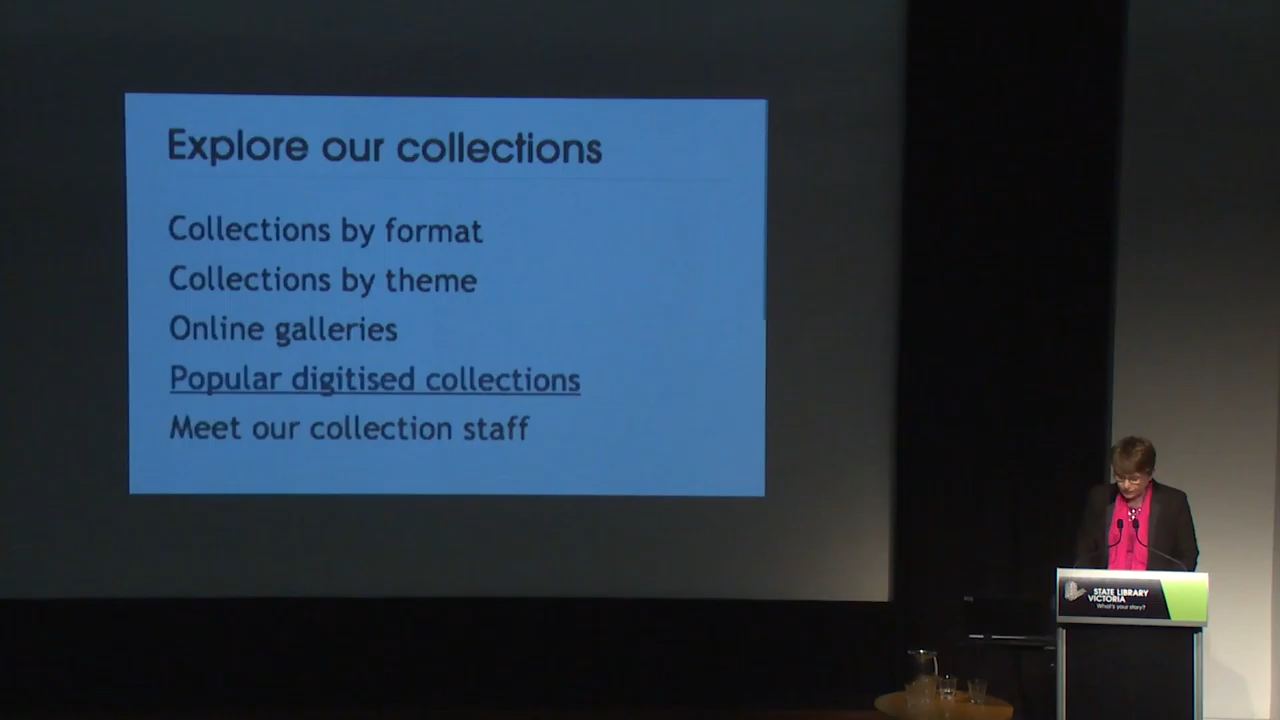 Explore our collections
Collections by format
Collections by theme
Online galleries
Popular digitised collections
Meet our collection staff
STATE LIBRARY
VICTORIA
What's your story?